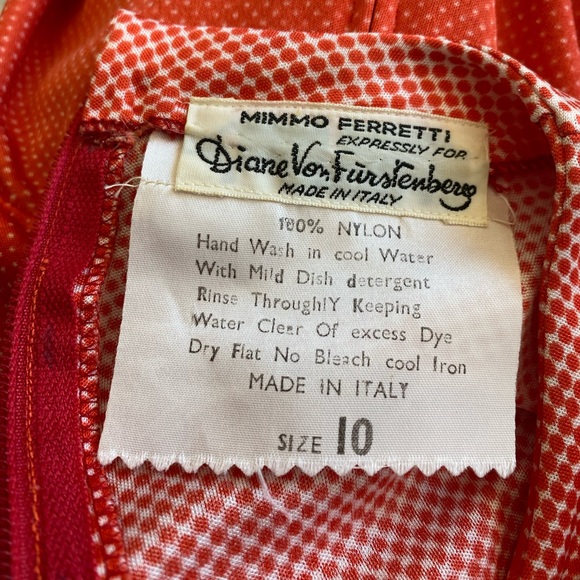 MIMMO FERRETTI
EXPRESSLY FOR
Diane Von Fürstenberg
MADE IN ITALY
100% NYLON
Hand Wash in cool Water
With Mild Dish detergent
Rinse ThroughlY Keeping
Water Clear Of excess Dye
Dry Flat No Bleach cool Iron
MADE IN ITALY
SIZE 10